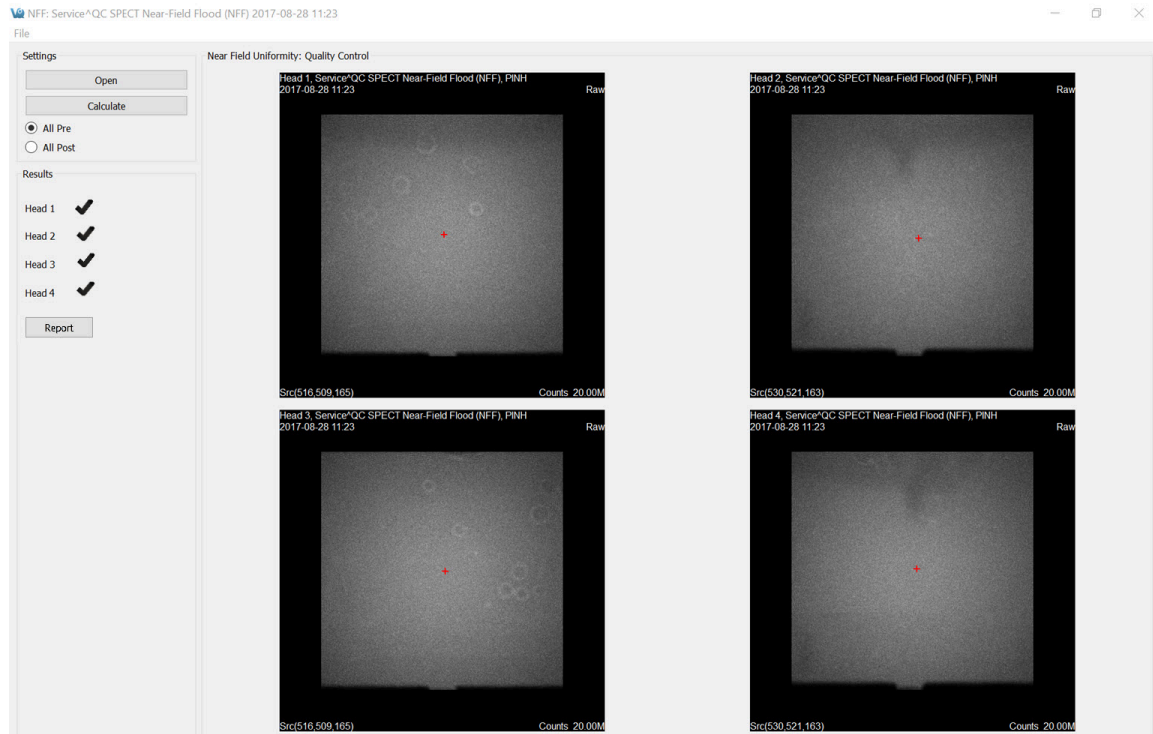 NFF: Service^QC SPECT Near-Field Flood (NFF) 2017-08-28 11:23
File
Settings
Open
Calculate
All Pre
All Post
Results
Head 1
Head 2
Head 3
Head 4
Report
Near Field Uniformity: Quality Control
Head 1, Service^QC SPECT Near-Field Flood (NFF), PINH
2017-08-28 11:23 Raw
Src(516,509,165) Counts 20.00M
Head 2, Service^QC SPECT Near-Field Flood (NFF), PINH
2017-08-28 11:23 Raw
Src(530,521,163) Counts 20.00M
Head 3, Service^QC SPECT Near-Field Flood (NFF), PINH
2017-08-28 11:23 Raw
Src(516,509,165) Counts 20.00M
Head 4, Service^QC SPECT Near-Field Flood (NFF), PINH
2017-08-28 11:23 Raw
Src(530,521,163) Counts 20.00M